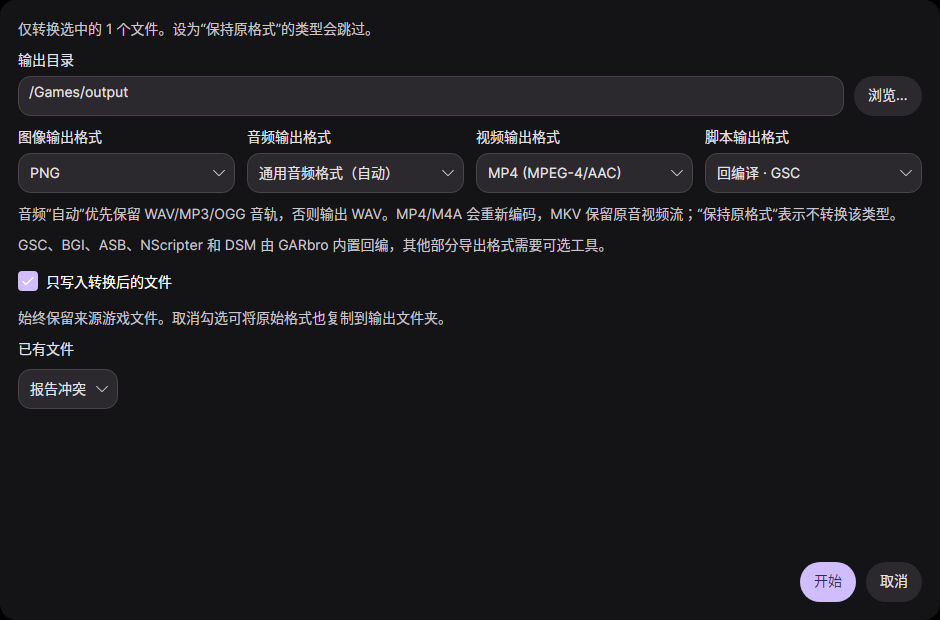 仅转换选中的 1 个文件。设为“保持原格式”的类型会跳过。
输出目录
/Games/output
浏览...
图像输出格式 音频输出格式 视频输出格式 脚本输出格式
PNG 通用音频格式（自动） MP4 (MPEG-4/AAC) 回编译 · GSC
音频“自动”优先保留 WAV/MP3/OGG 音轨，否则输出 WAV。MP4/M4A 会重新编码，MKV 保留原音视频流；“保持原格式”表示不转换该类型。
GSC、BGI、ASB、NScripter 和 DSM 由 GARbro 内置回编，其他部分导出格式需要可选工具。
只写入转换后的文件
始终保留来源游戏文件。取消勾选可将原始格式也复制到输出文件夹。
已有文件
报告冲突
开始 取消